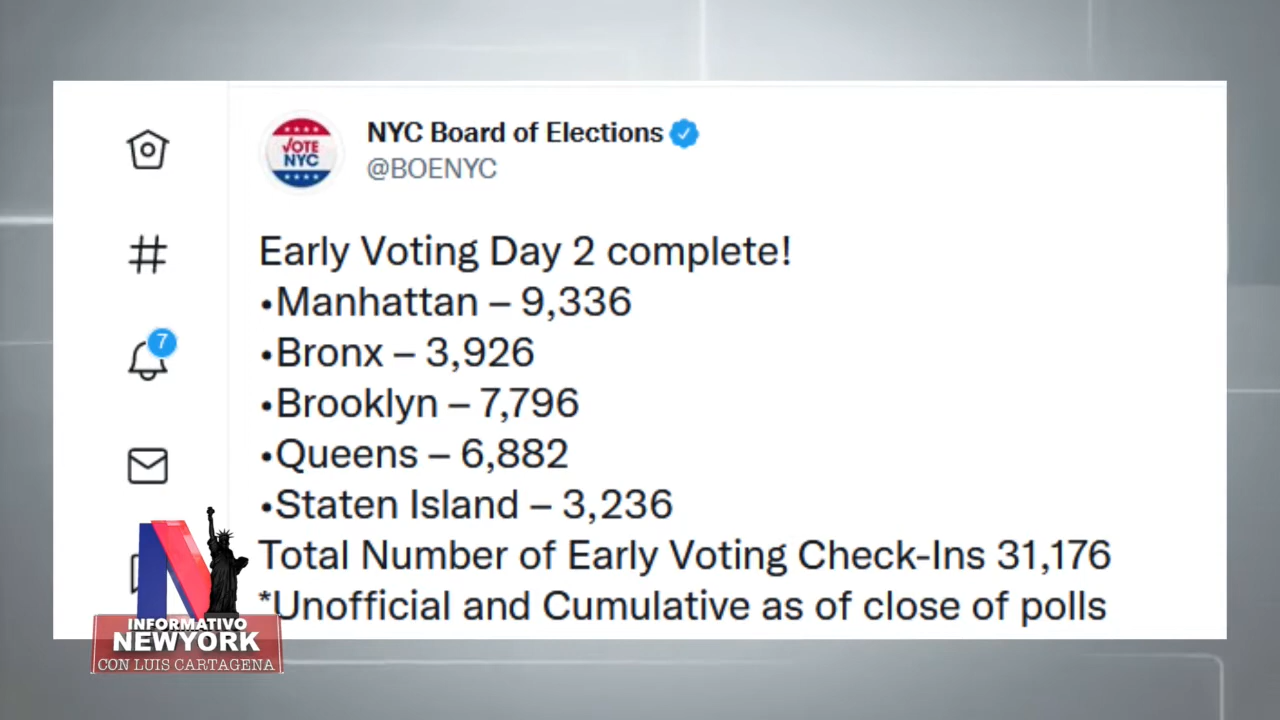 VOTE
NYC
NYC Board of Elections
@BOENYC
7
Early Voting Day 2 complete!
•Manhattan – 9,336
•Bronx – 3,926
•Brooklyn – 7,796
•Queens – 6,882
•Staten Island – 3,236
Total Number of Early Voting Check-Ins 31,176
*Unofficial and Cumulative as of close of polls
N
INFORMATIVO
NEWYORK
CON LUIS CARTAGENA